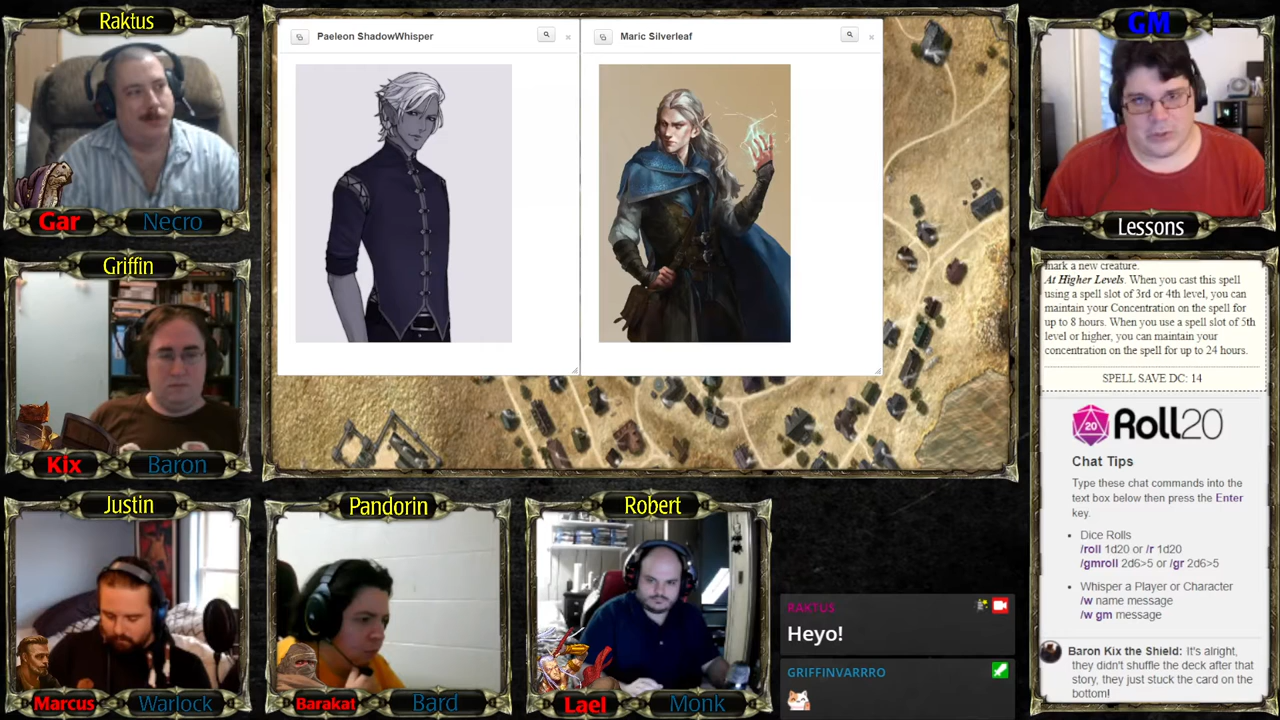 Raktus
Gar
Necro
Griffin
Kix
Baron
Justin
Marcus
Warlock
Pandorin
Barakat
Bard
Robert
Lael
Monk
Paeleon ShadowWhisper
Maric Silverleaf
RAKTUS
Heyo!
GRIFFINVARRRO
GM
Lessons
mark a new creature.
At Higher Levels. When you cast this spell
using a spell slot of 3rd or 4th level, you can
maintain your Concentration on the spell for
up to 8 hours. When you use a spell slot of 5th
level or higher, you can maintain your
concentration on the spell for up to 24 hours.
SPELL SAVE DC: 14
20
Roll20
Chat Tips
Type these chat commands into the
text box below then press the Enter
key.
• Dice Rolls
/roll 1d20 or /r 1d20
/gmroll 2d6>5 or /gr 2d6>5
• Whisper a Player or Character
/w name message
/w gm message
Baron Kix the Shield: It's alright,
they didn't shuffle the deck after that
story, they just stuck the card on the
bottom!